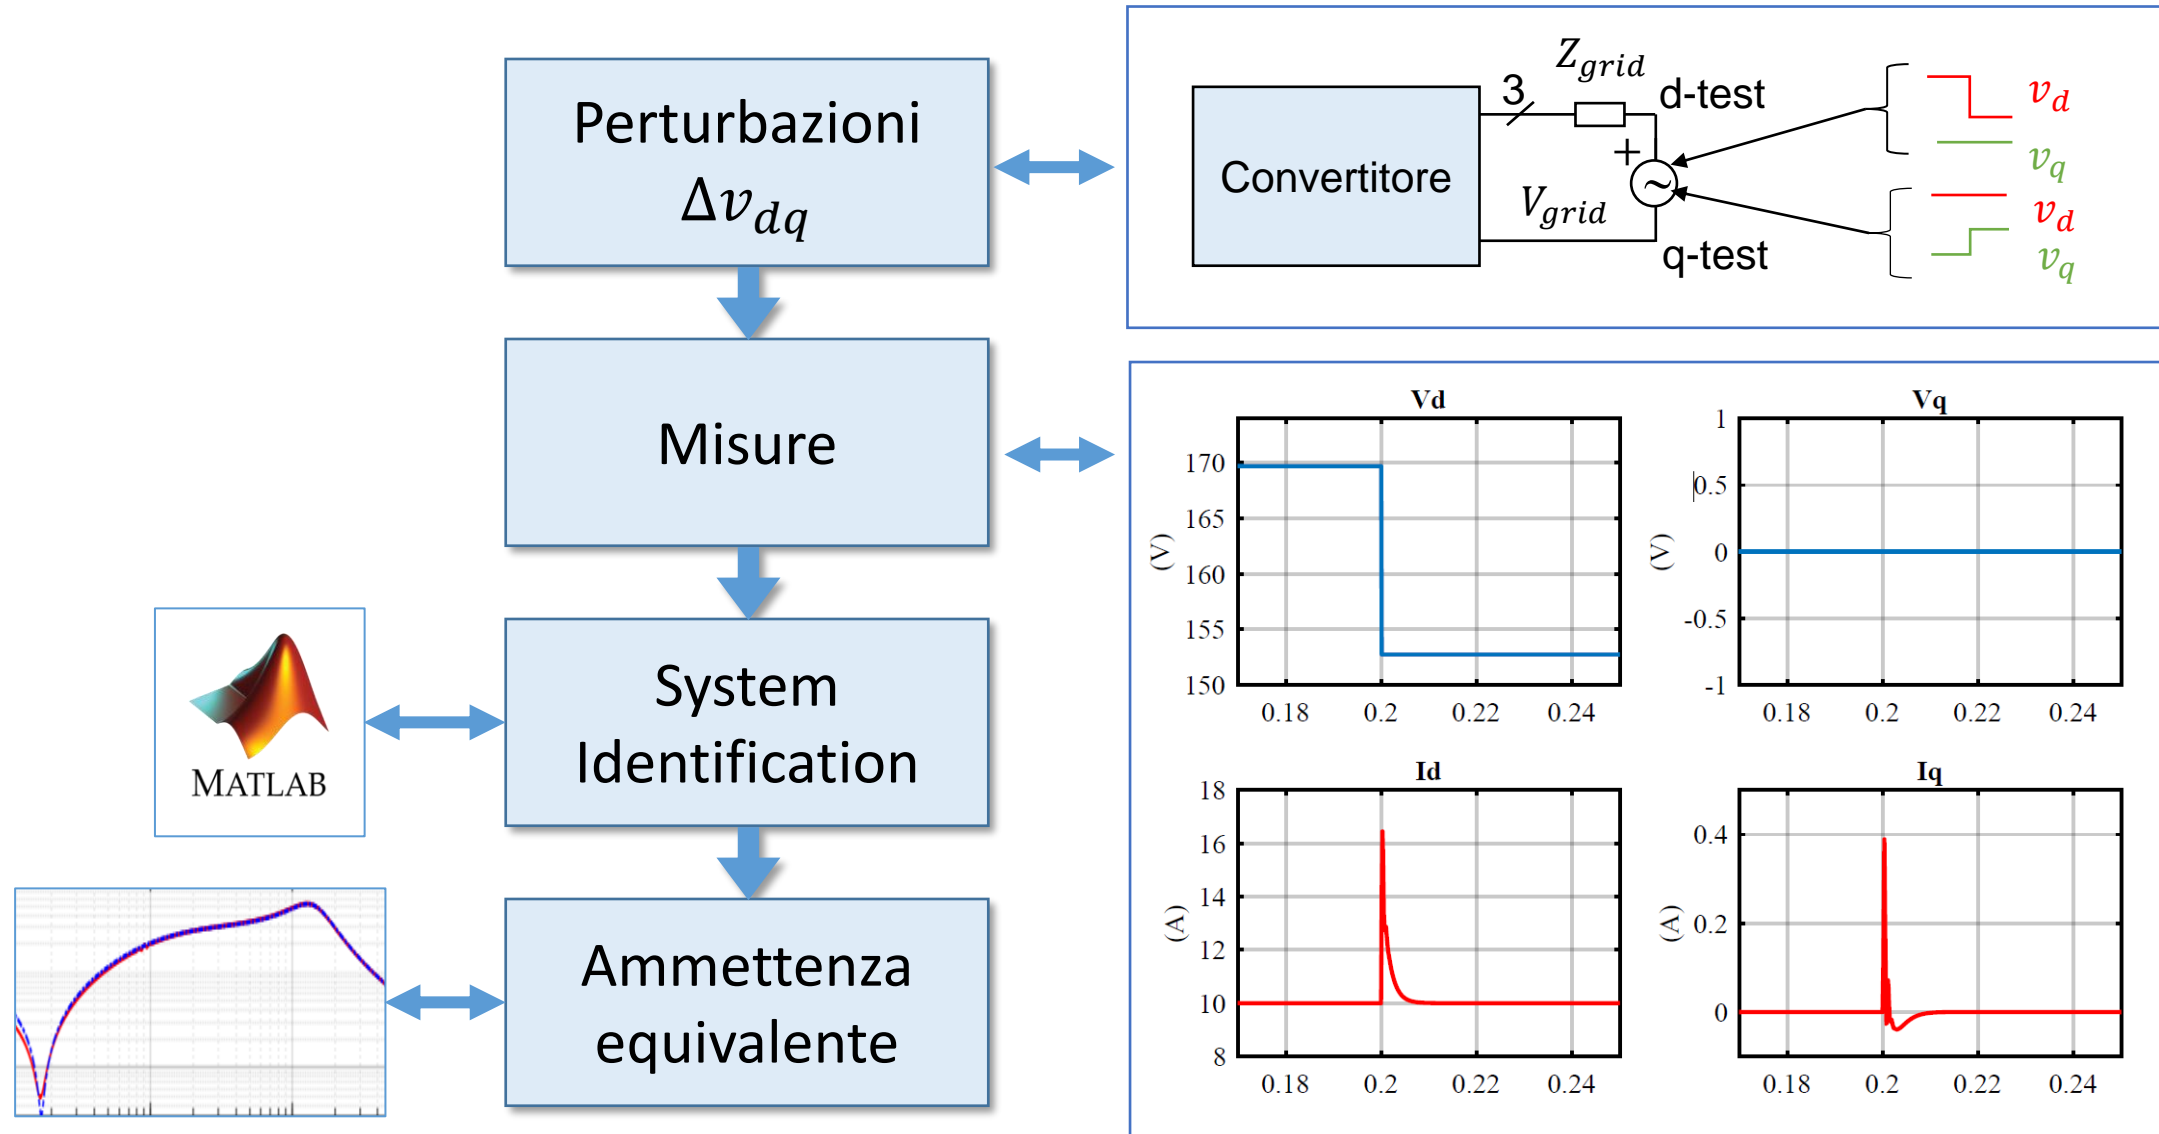 Perturbazioni
Δv_dq
Misure
System
Identification
Ammettenza
equivalente
MATLAB
Convertitore
3
Z_grid
d-test
+
~
V_grid
q-test
v_d
v_q
v_d
v_q
Vd
170
165
160
155
150
(V)
0.18 0.2 0.22 0.24
Vq
1
0.5
0
-0.5
-1
(V)
0.18 0.2 0.22 0.24
Id
18
16
14
12
10
8
(A)
0.18 0.2 0.22 0.24
Iq
0.4
0.2
0
(A)
0.18 0.2 0.22 0.24